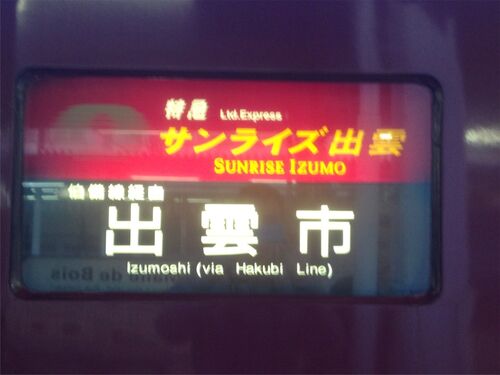 特急 Ltd.Express
サンライズ出雲
SUNRISE IZUMO
伯備線経由
出雲市
Izumoshi (via Hakubi Line)